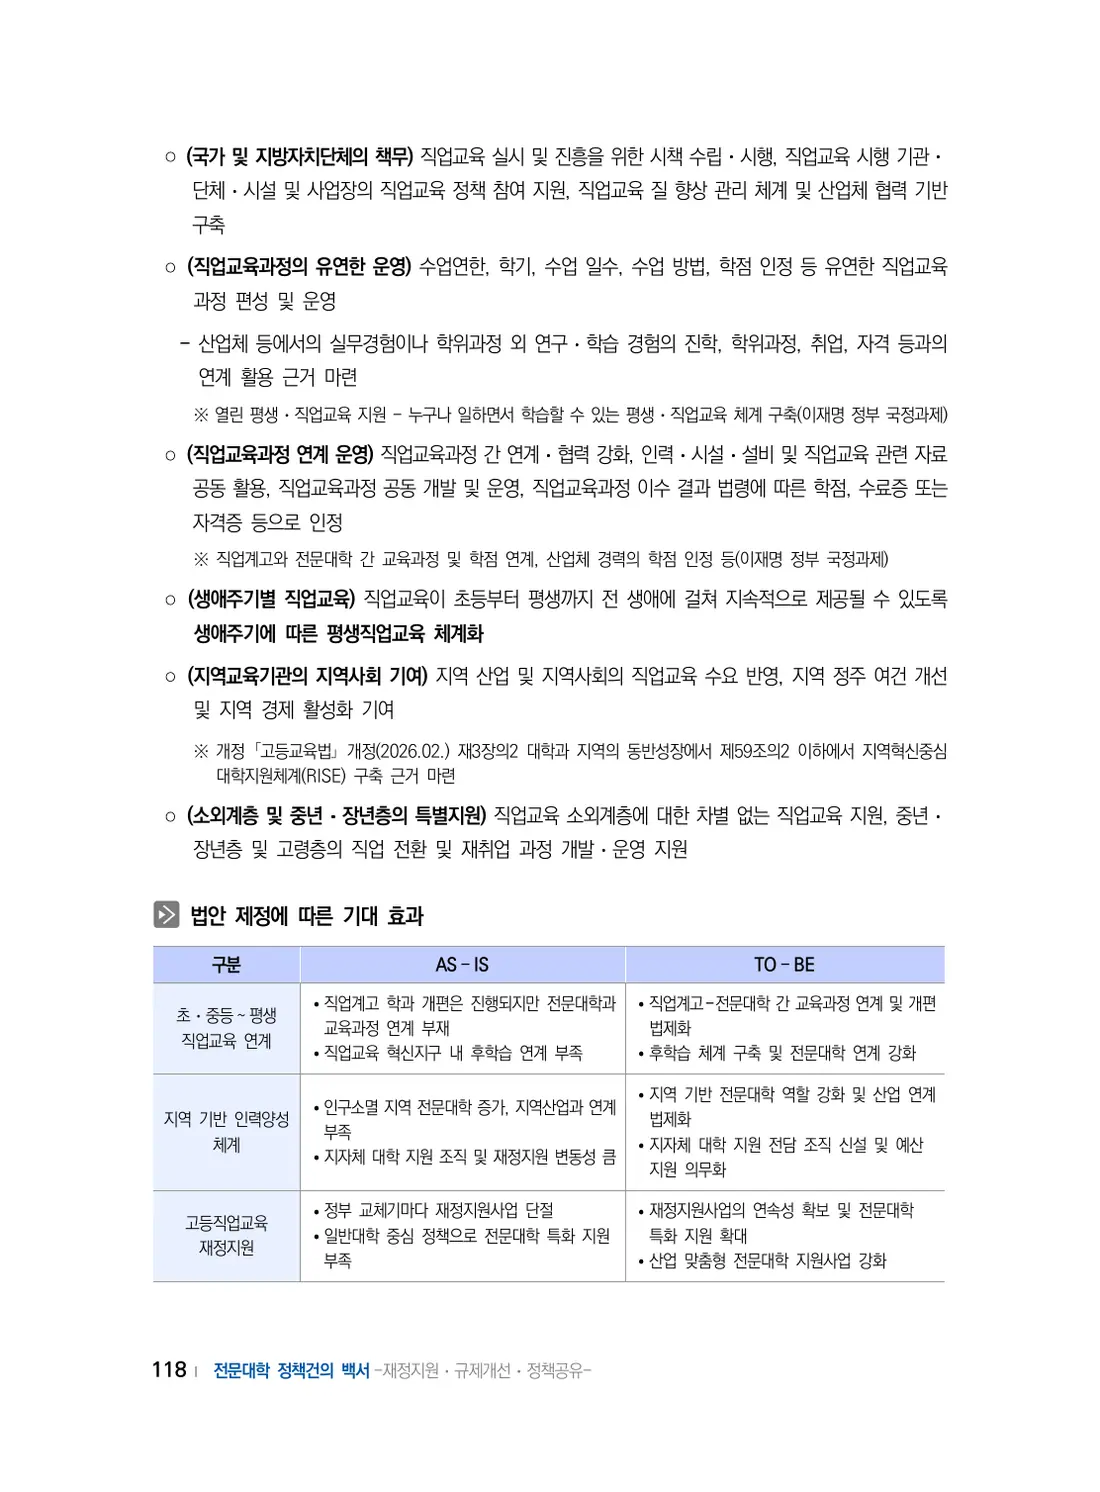 ○ (국가 및 지방자치단체의 책무) 직업교육 실시 및 진흥을 위한 시책 수립·시행, 직업교육 시행 기관·
단체·시설 및 사업장의 직업교육 정책 참여 지원, 직업교육 질 향상 관리 체계 및 산업체 협력 기반
구축
○ (직업교육과정의 유연한 운영) 수업연한, 학기, 수업 일수, 수업 방법, 학점 인정 등 유연한 직업교육
과정 편성 및 운영
- 산업체 등에서의 실무경험이나 학위과정 외 연구·학습 경험의 진학, 학위과정, 취업, 자격 등과의
연계 활용 근거 마련
※ 열린 평생·직업교육 지원 - 누구나 일하면서 학습할 수 있는 평생·직업교육 체계 구축(이재명 정부 국정과제)
○ (직업교육과정 연계 운영) 직업교육과정 간 연계·협력 강화, 인력·시설·설비 및 직업교육 관련 자료
공동 활용, 직업교육과정 공동 개발 및 운영, 직업교육과정 이수 결과 법령에 따른 학점, 수료증 또는
자격증 등으로 인정
※ 직업계고와 전문대학 간 교육과정 및 학점 연계, 산업체 경력의 학점 인정 등(이재명 정부 국정과제)
○ (생애주기별 직업교육) 직업교육이 초등부터 평생까지 전 생애에 걸쳐 지속적으로 제공될 수 있도록
생애주기에 따른 평생직업교육 체계화
○ (지역교육기관의 지역사회 기여) 지역 산업 및 지역사회의 직업교육 수요 반영, 지역 정주 여건 개선
및 지역 경제 활성화 기여
※ 개정「고등교육법」개정(2026.02.) 제3장의2 대학과 지역의 동반성장에서 제59조의2 이하에서 지역혁신중심
대학지원체계(RISE) 구축 근거 마련
○ (소외계층 및 중년·장년층의 특별지원) 직업교육 소외계층에 대한 차별 없는 직업교육 지원, 중년·
장년층 및 고령층의 직업 전환 및 재취업 과정 개발·운영 지원
법안 제정에 따른 기대 효과
구분 AS-IS TO-BE
초·중등~평생
직업교육 연계
•직업계고 학과 개편은 진행되지만 전문대학과
교육과정 연계 부재
•직업교육 혁신지구 내 후학습 연계 부족
•직업계고-전문대학 간 교육과정 연계 및 개편
법제화
•후학습 체계 구축 및 전문대학 연계 강화
지역 기반 인력양성
체계
•인구소멸 지역 전문대학 증가, 지역산업과 연계
부족
•지자체 대학 지원 조직 및 재정지원 변동성 큼
•지역 기반 전문대학 역할 강화 및 산업 연계
법제화
•지자체 대학 지원 전담 조직 신설 및 예산
지원 의무화
고등직업교육
재정지원
•정부 교체기마다 재정지원사업 단절
•일반대학 중심 정책으로 전문대학 특화 지원
부족
•재정지원사업의 연속성 확보 및 전문대학
특화 지원 확대
•산업 맞춤형 전문대학 지원사업 강화
118 | 전문대학 정책건의 백서 -재정지원·규제개선·정책공유-